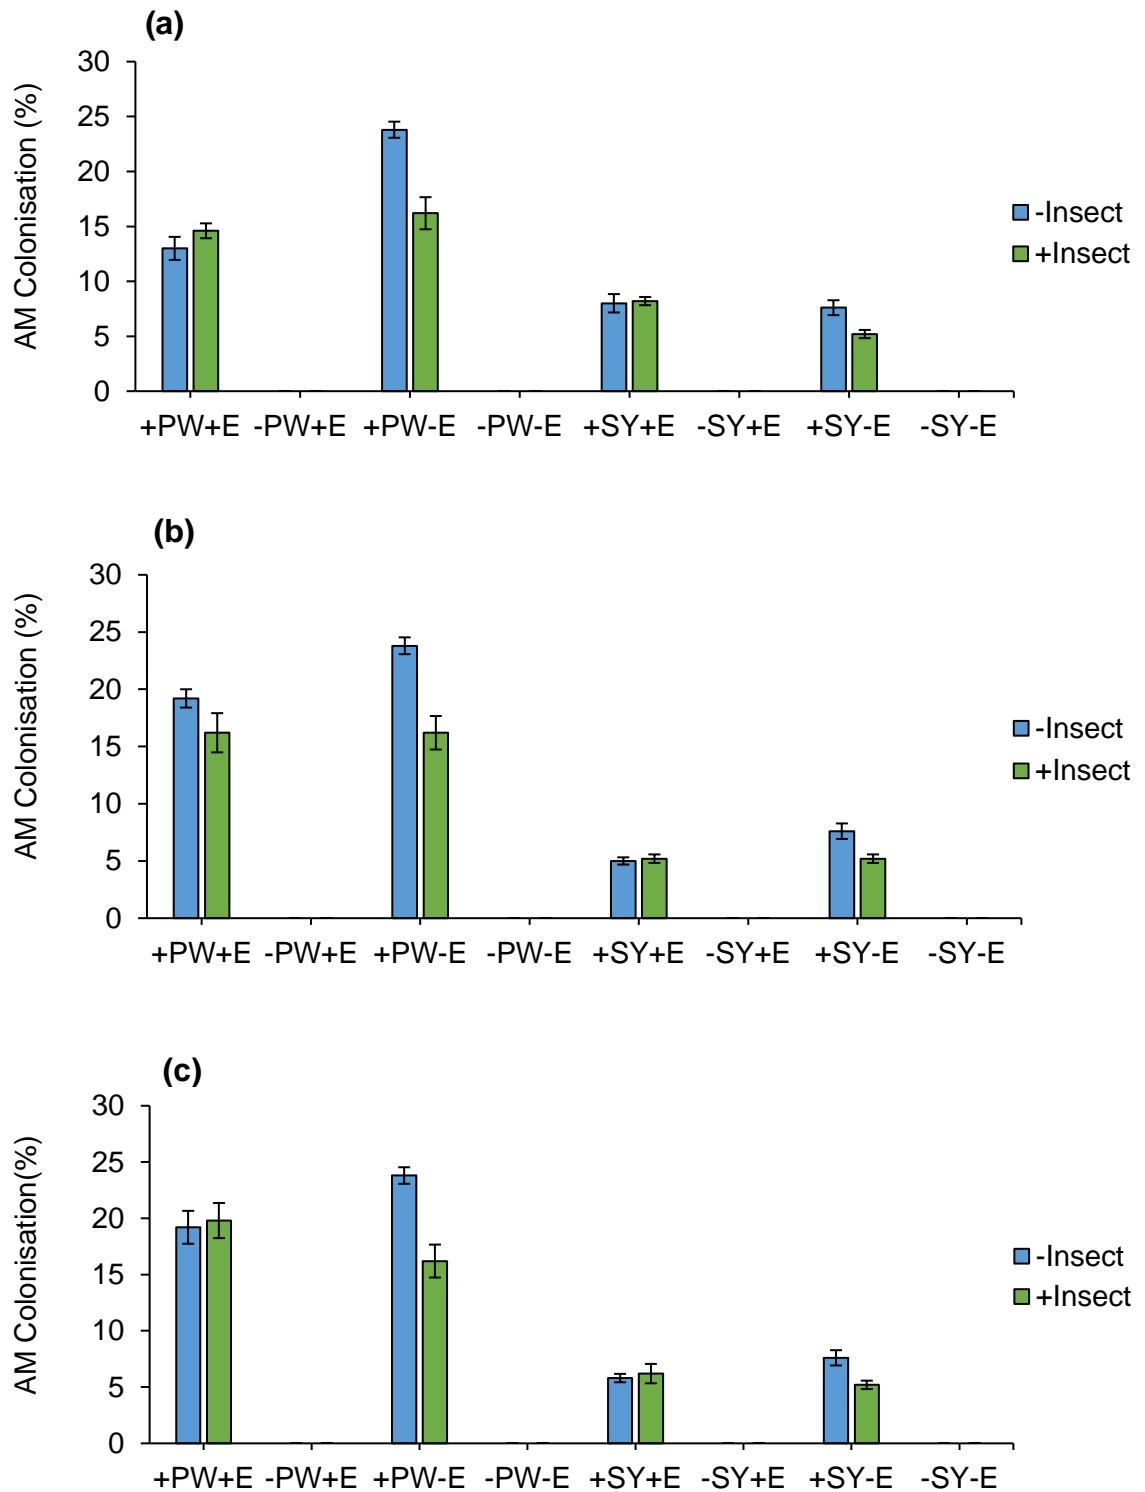 (a)
AM Colonisation (%)
30
25
20
15
10
5
0
+PW+E -PW+E +PW-E -PW-E +SY+E -SY+E +SY-E -SY-E
-Insect
+Insect
(b)
AM Colonisation (%)
30
25
20
15
10
5
0
+PW+E -PW+E +PW-E -PW-E +SY+E -SY+E +SY-E -SY-E
-Insect
+Insect
(c)
AM Colonisation(%)
30
25
20
15
10
5
0
+PW+E -PW+E +PW-E -PW-E +SY+E -SY+E +SY-E -SY-E
-Insect
+Insect